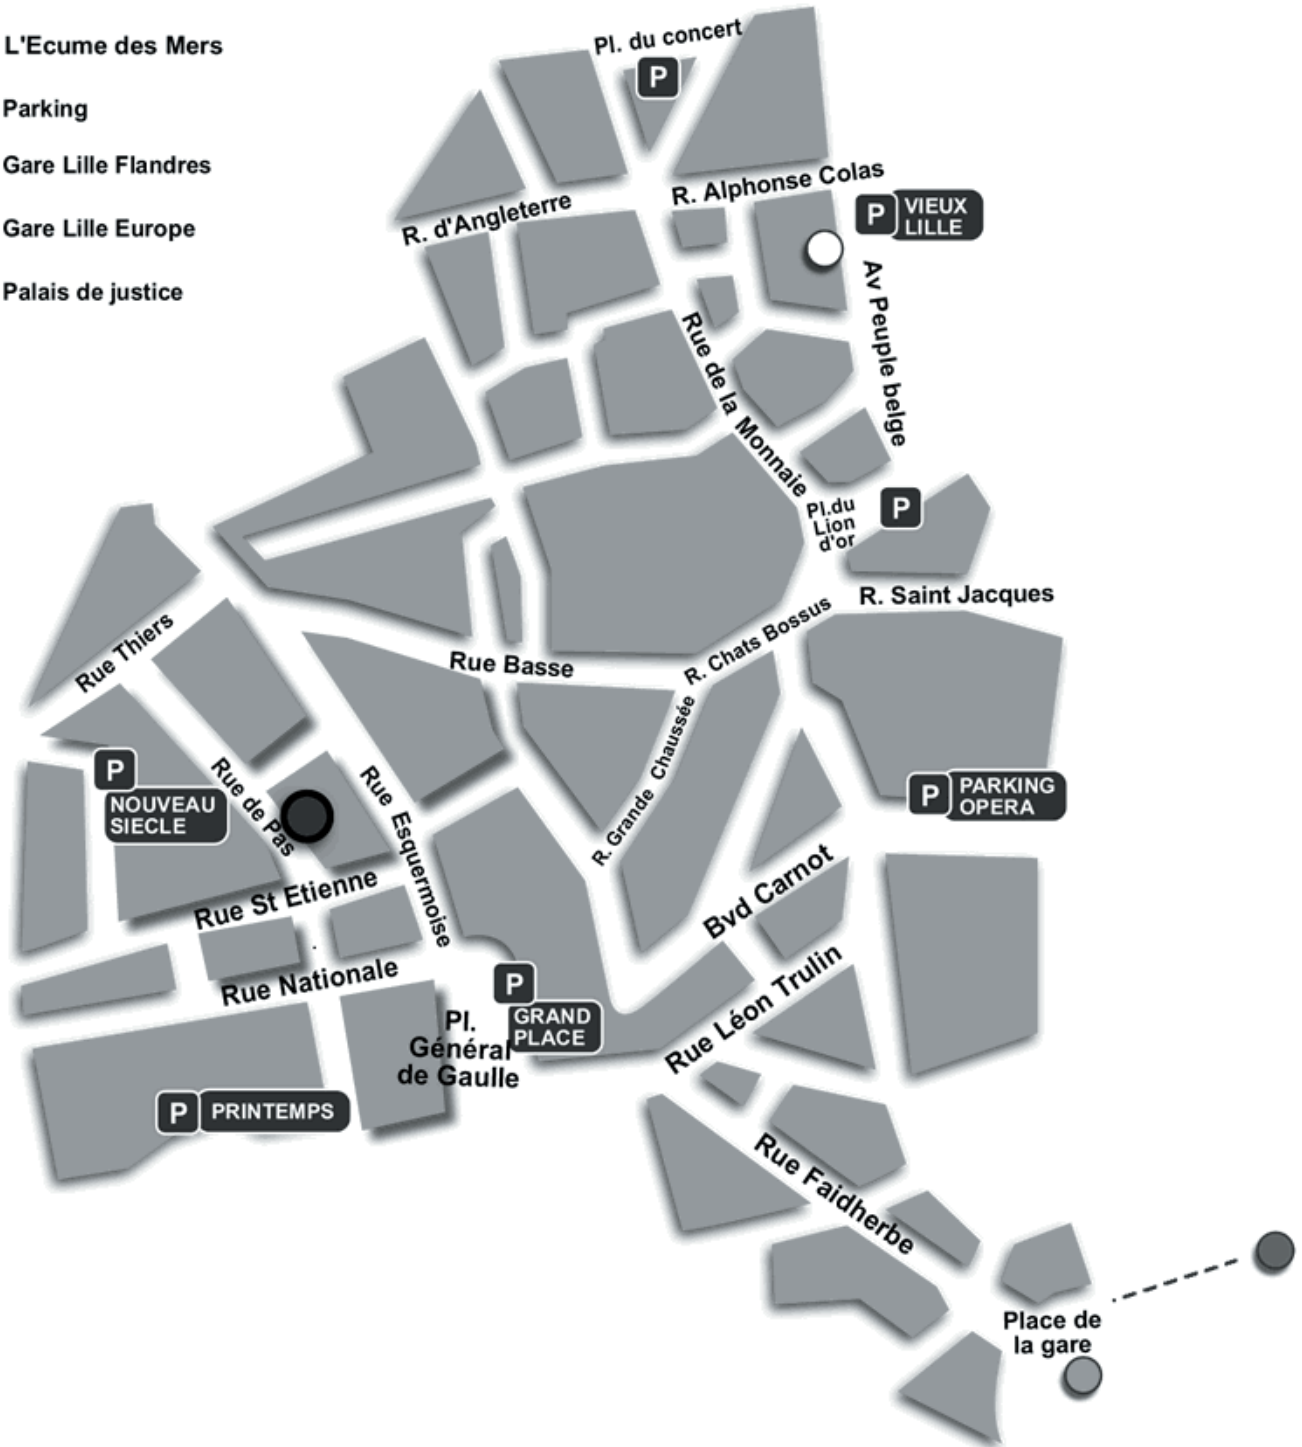 L'Ecume des Mers
Parking
Gare Lille Flandres
Gare Lille Europe
Palais de justice
Pl. du concert
P
R. Alphonse Colas
R. d'Angleterre
P
VIEUX
LILLE
Av Peuple belge
Rue de la Monnaie
P
Pl.du
Lion
d'or
R. Saint Jacques
R. Chats Bossus
Rue Thiers
Rue Basse
R. Grande Chaussée
P
NOUVEAU
SIECLE
Rue de Pas
Rue Esquermoise
P
PARKING
OPERA
Bvd Carnot
Rue St Etienne
Rue Nationale
Rue Léon Trulin
P
GRAND
PLACE
Pl.
Général
de Gaulle
P
PRINTEMPS
Rue Faidherbe
Place de
la gare